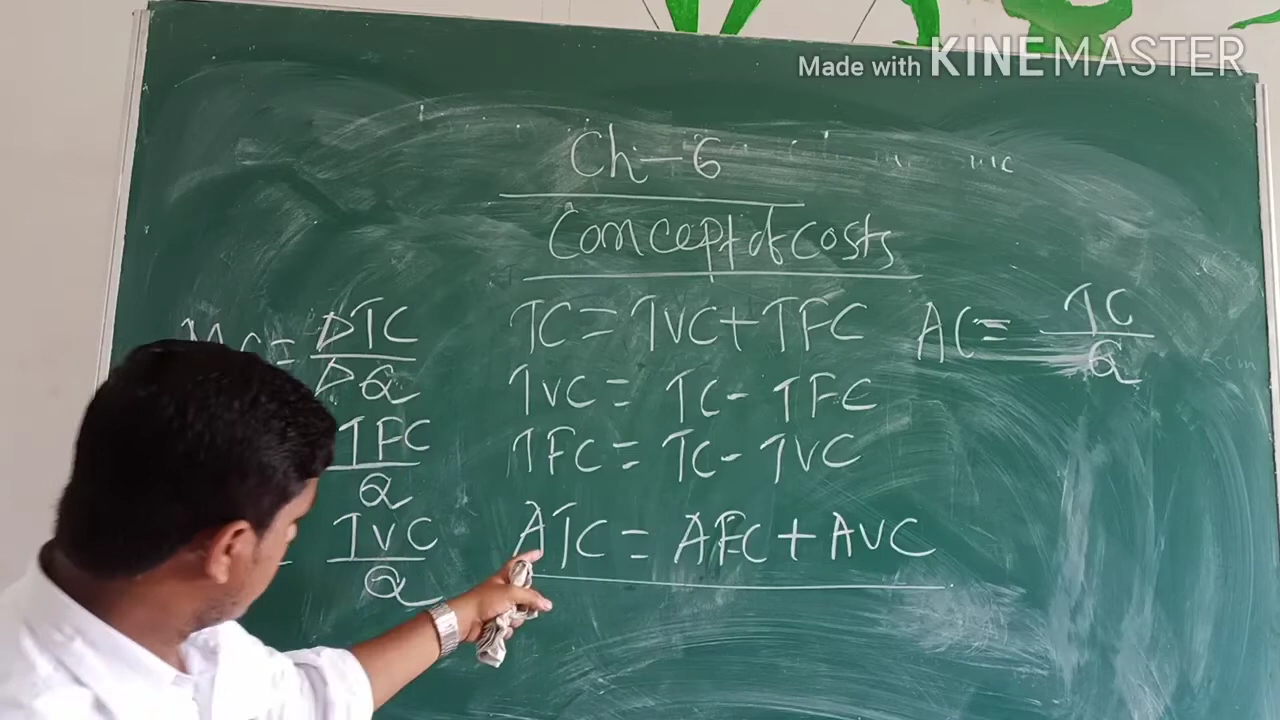 Made with KINEMASTER
Ch-6
Concept of costs
MC = ΔTC / ΔQ
TFC / Q
= TVC / Q
TC = TVC + TFC
TVC = TC - TFC
TFC = TC - TVC
ATC = AFC + AVC
AC = TC / Q